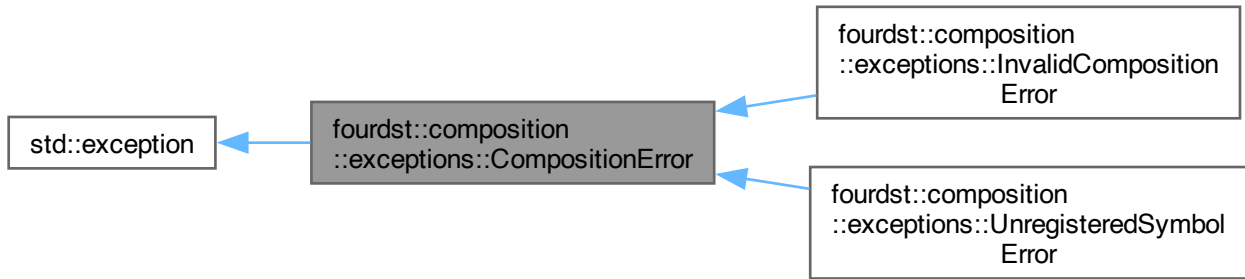 std::exception
fourdst::composition
::exceptions::CompositionError
fourdst::composition
::exceptions::InvalidComposition
Error
fourdst::composition
::exceptions::UnregisteredSymbol
Error